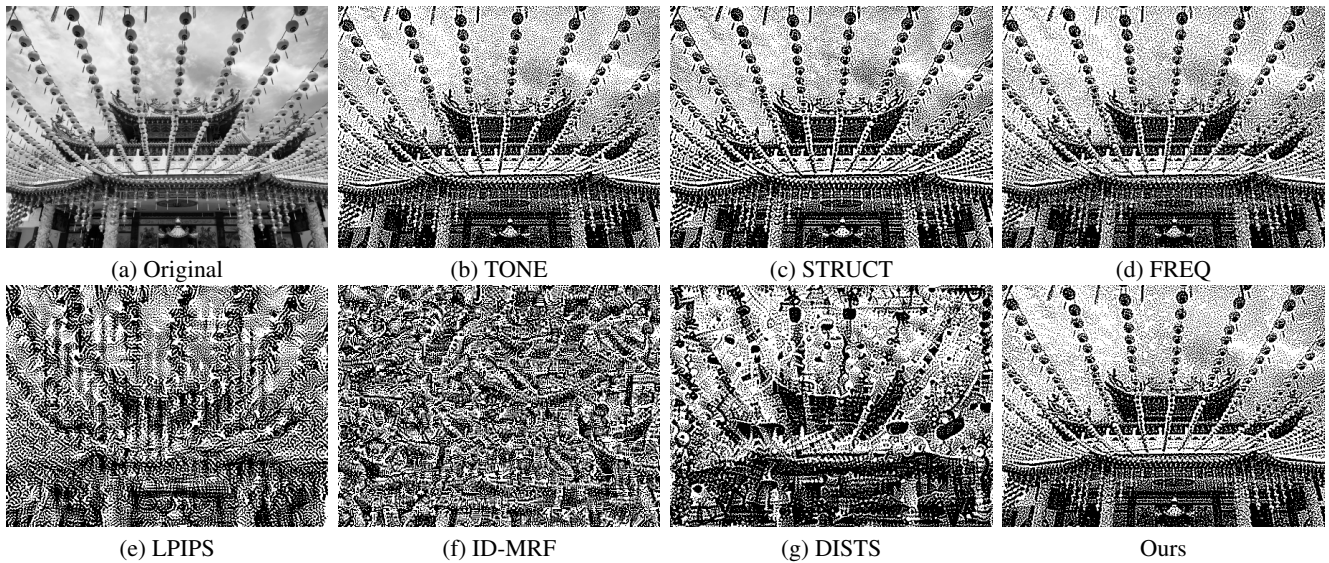 (a) Original
(b) TONE
(c) STRUCT
(d) FREQ
(e) LPIPS
(f) ID-MRF
(g) DISTS
Ours